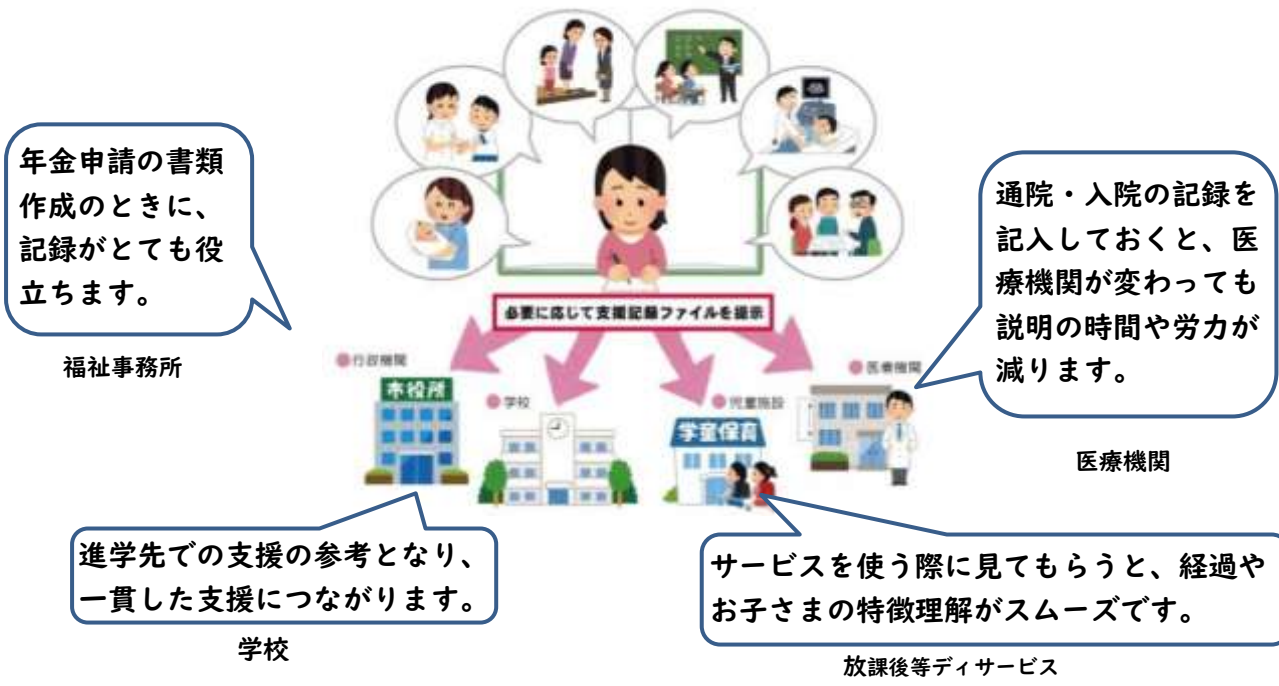 年金申請の書類
作成のときに、
記録がとても役
立ちます。
福祉事務所
通院・入院の記録を
記入しておくと、医
療機関が変わっても
説明の時間や労力が
減ります。
医療機関
必要に応じて支援記録ファイルを提示
●行政機関
市役所
●学校
●児童施設
学童保育
●医療機関
進学先での支援の参考となり、
一貫した支援につながります。
学校
サービスを使う際に見てもらうと、経過や
お子さまの特徴理解がスムーズです。
放課後等ディサービス